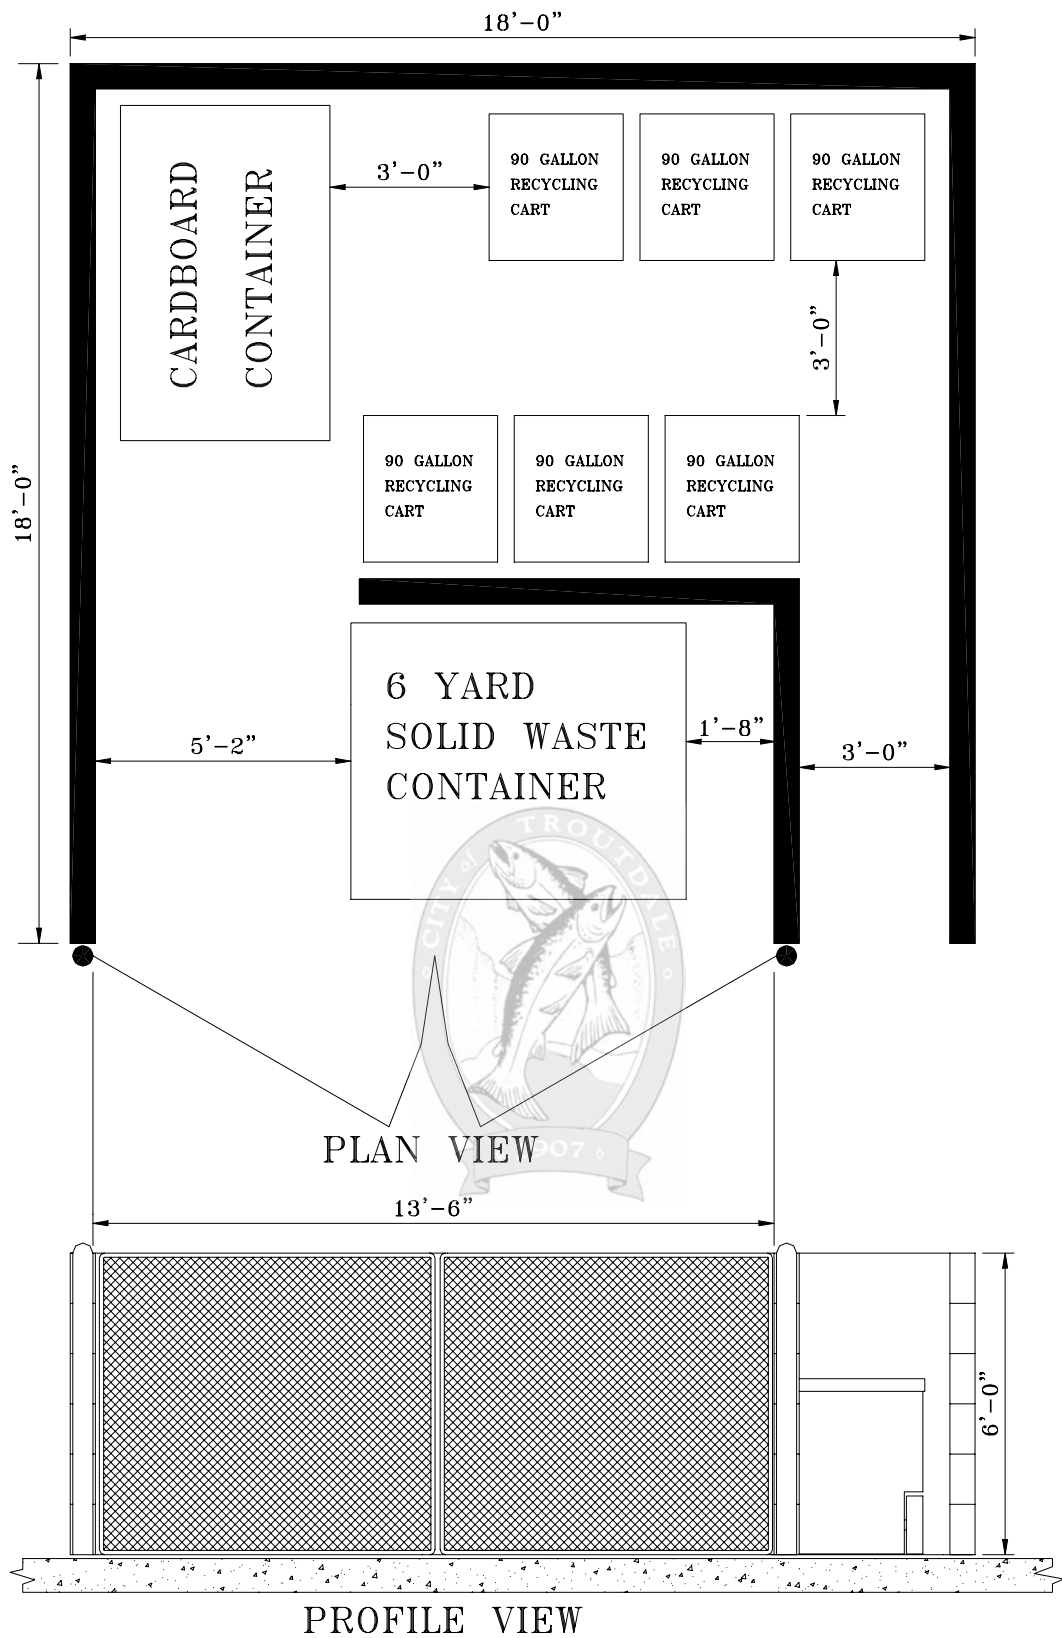 18'-0"
CARDBOARD
CONTAINER
3'-0"
90 GALLON
RECYCLING
CART
90 GALLON
RECYCLING
CART
90 GALLON
RECYCLING
CART
3'-0"
18'-0"
90 GALLON
RECYCLING
CART
90 GALLON
RECYCLING
CART
90 GALLON
RECYCLING
CART
6 YARD
SOLID WASTE
CONTAINER
5'-2"
1'-8"
3'-0"
CITY of TROUTDALE
907
PLAN VIEW
13'-6"
6'-0"
PROFILE VIEW